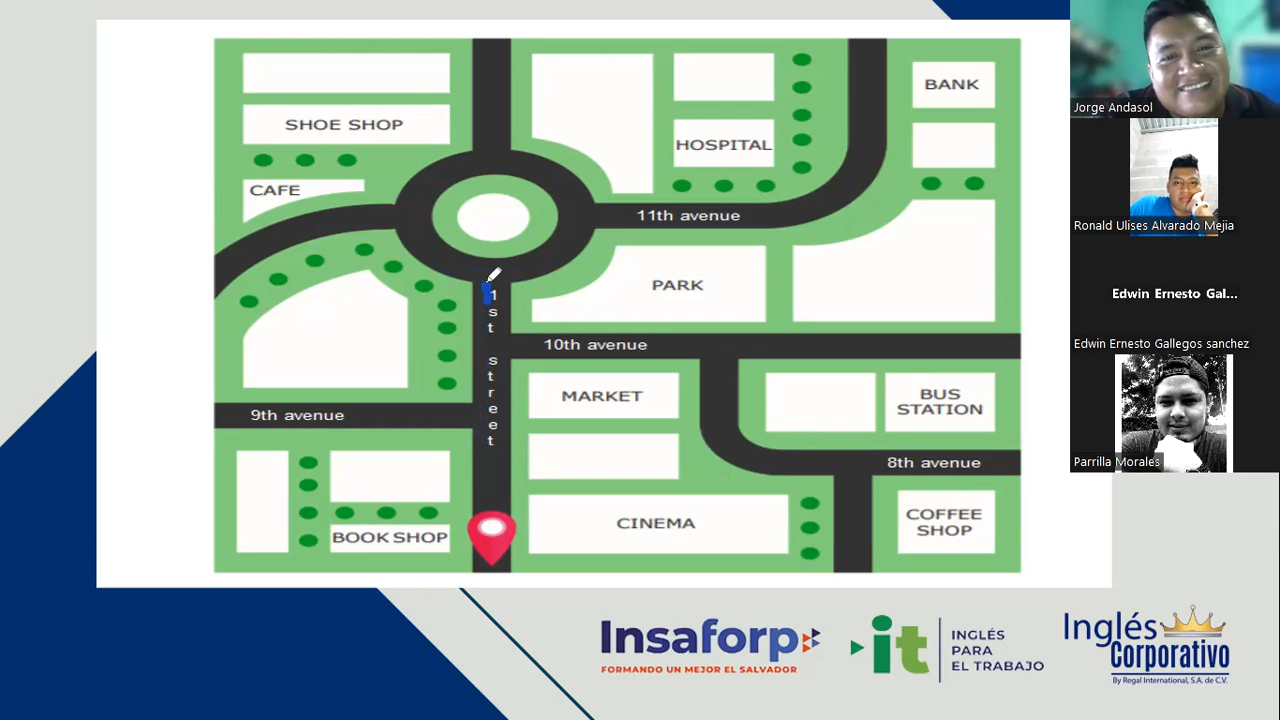 SHOE SHOP
CAFE
HOSPITAL
BANK
11th avenue
PARK
1st street
10th avenue
MARKET
BUS
STATION
9th avenue
8th avenue
BOOK SHOP
CINEMA
COFFEE
SHOP
Jorge Andasol
Ronald Ulises Alvarado Mejia
Edwin Ernesto Gal...
Edwin Ernesto Gallegos sanchez
Parrilla Morales
Insaforp
FORMANDO UN MEJOR EL SALVADOR
it
INGLÉS
PARA
EL TRABAJO
Inglés
Corporativo
By Regal International, S.A. de C.V.